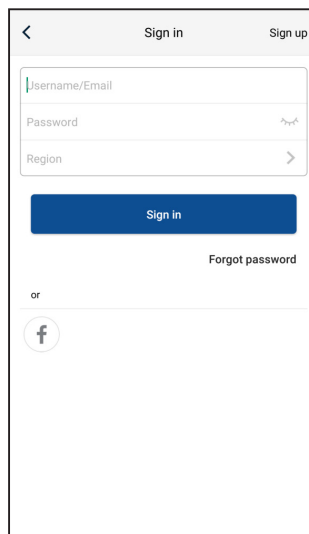 Sign in Sign up
Username/Email
Password
Region
Sign in
Forgot password
or
f